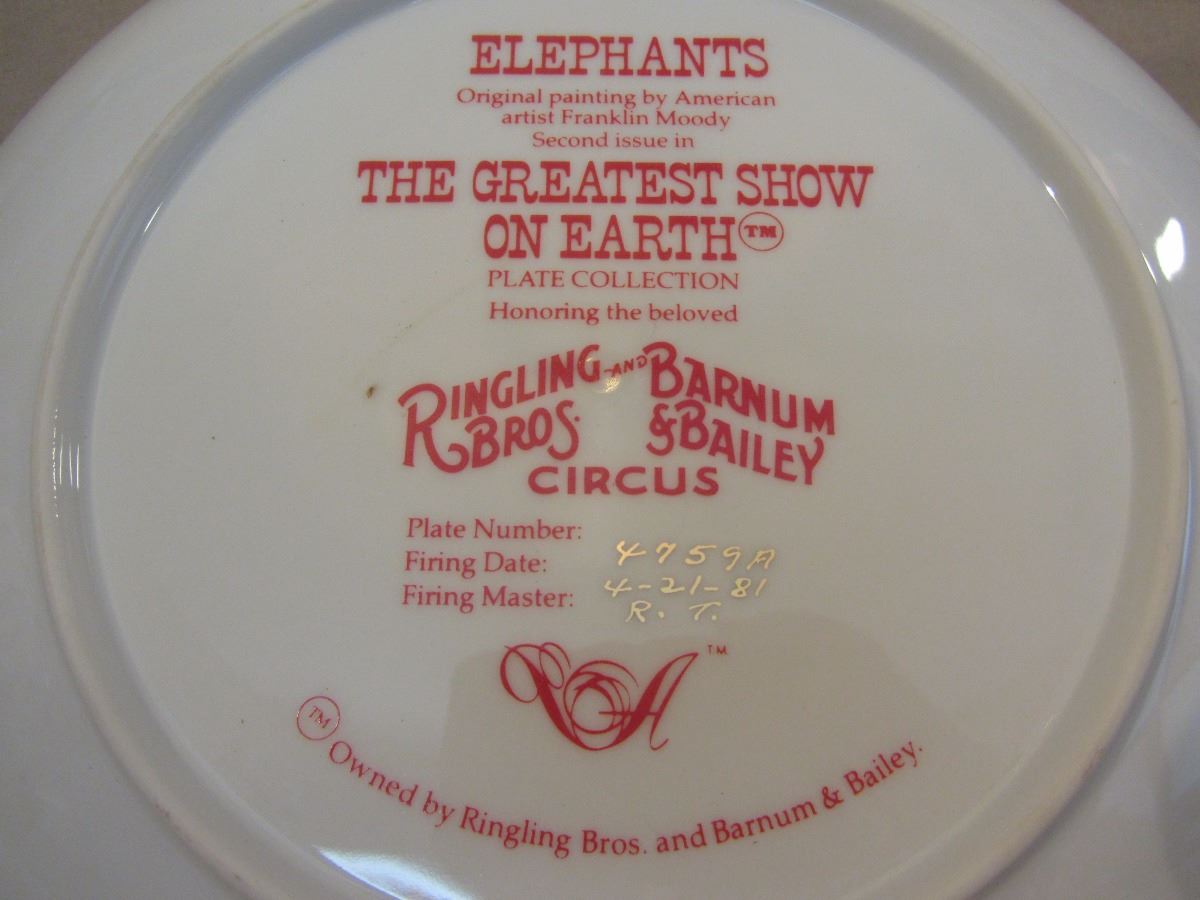 ELEPHANTS
Original painting by American
artist Franklin Moody
Second issue in
THE GREATEST SHOW
ON EARTH™
PLATE COLLECTION
Honoring the beloved
RINGLING BROS. AND BARNUM & BAILEY
CIRCUS
Plate Number: 4759A
Firing Date: 4-21-81
Firing Master: R. T.
TM
TM Owned by Ringling Bros. and Barnum & Bailey.